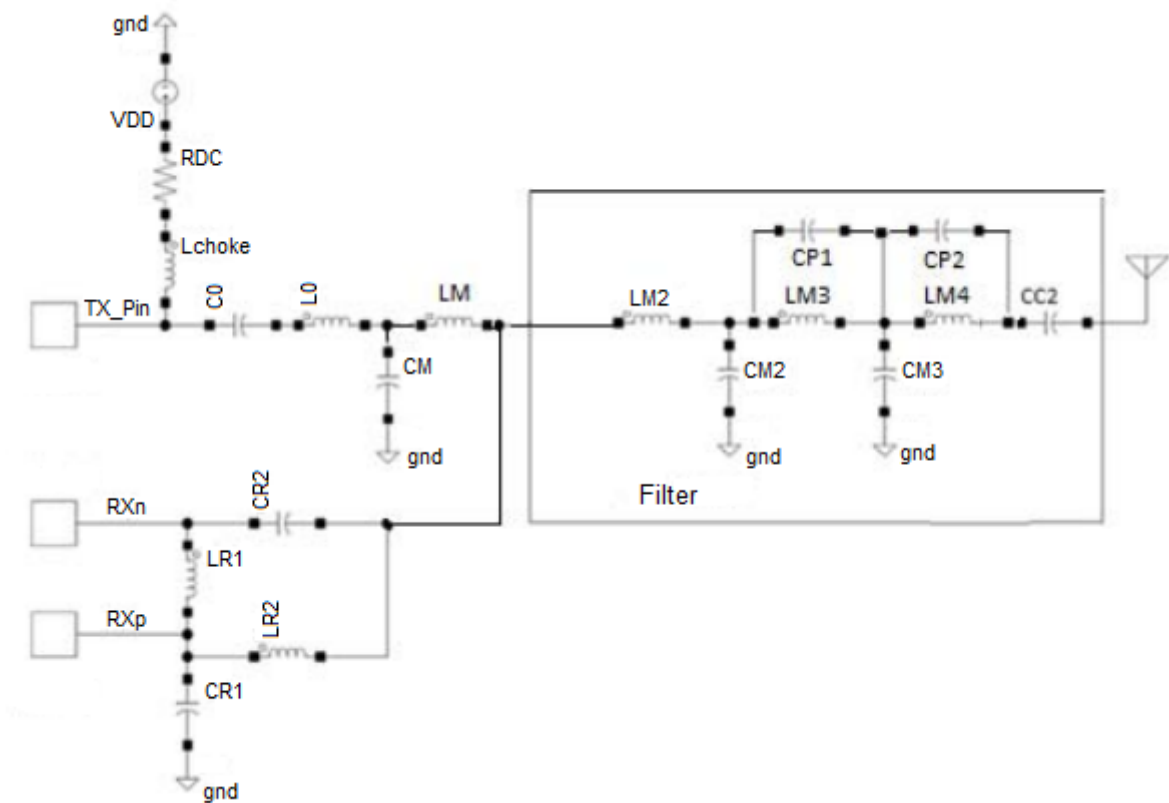 gnd
VDD
RDC
Lchoke
TX_Pin
C0
L0
LM
CM
gnd
LM2
CP1
CP2
LM3
LM4
CC2
CM2
CM3
gnd
gnd
Filter
RXn
CR2
LR1
RXp
LR2
CR1
gnd